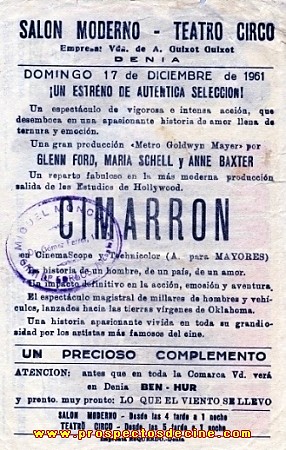 SALON MODERNO - TEATRO CIRCO
Empresa: Vda. de A. Guixot Guixot
DENIA
DOMINGO 17 de DICIEMBRE de 1961
¡UN ESTRENO DE AUTENTICA SELECCION!
Un espectáculo de vigorosa e intensa acción, que
desemboca en una apasionante historia de amor llena de
ternura y emoción.
Una gran producción «Metro Goldwyn Mayer» por
GLENN FORD, MARIA SCHELL y ANNE BAXTER
Un reparto fabuloso en la más moderna producción
salida de los Estudios de Hollywood.
CIMARRON
en CinemaScope y Technicolor (A. para MAYORES)
La historia de un hombre, de un país, de un amor.
Un impacto definitivo en la acción, emoción y aventura.
El espectáculo magistral de millares de hombres y vehí-
culos, lanzados hacia las tierras vírgenes de Oklahoma.
Una historia apasionante vivida en toda su grandio-
sidad por los artistas más famosos del cine.
UN PRECIOSO COMPLEMENTO
ATENCION: antes que en toda la Comarca Vd. verá
en Denia BEN-HUR
y pronto, muy pronto: LO QUE EL VIENTO SE LLEVO
SALON MODERNO - Desde las 4 tarde a 1 noche
TEATRO CIRCO - Desde las 5 tarde a 1 noche
www.prospectosdecine.com